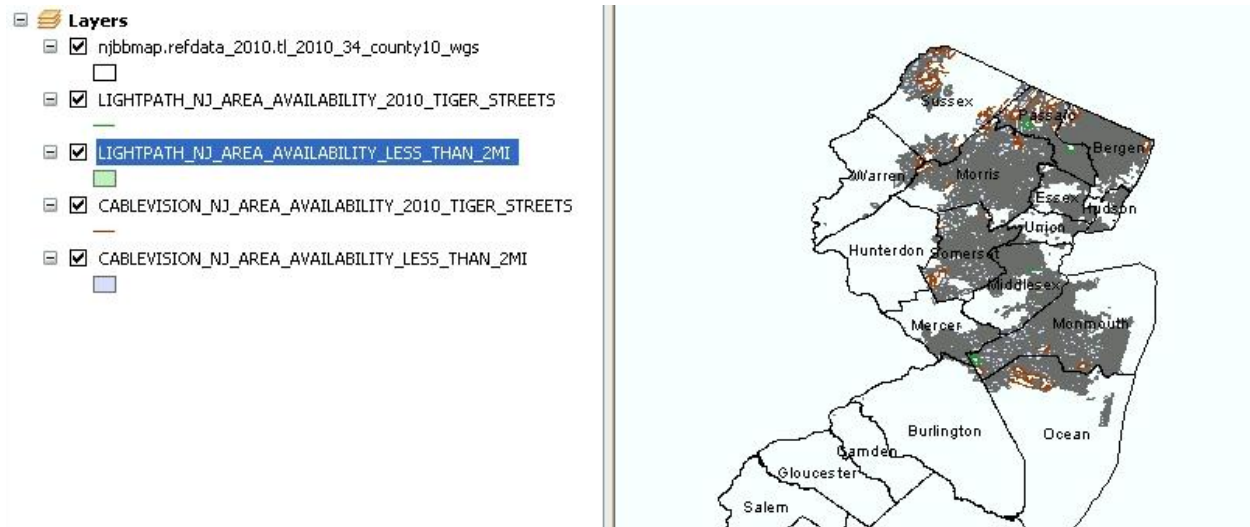 Layers
njbbmap.refdata_2010.tl_2010_34_county10_wgs
LIGHTPATH_NJ_AREA_AVAILABILITY_2010_TIGER_STREETS
LIGHTPATH_NJ_AREA_AVAILABILITY_LESS_THAN_2MI
CABLEVISION_NJ_AREA_AVAILABILITY_2010_TIGER_STREETS
CABLEVISION_NJ_AREA_AVAILABILITY_LESS_THAN_2MI
Sussex
Passaic
Bergen
Warren
Morris
Essex
Hudson
Union
Hunterdon
Somerset
Middlesex
Mercer
Monmouth
Burlington
Ocean
Camden
Gloucester
Salem